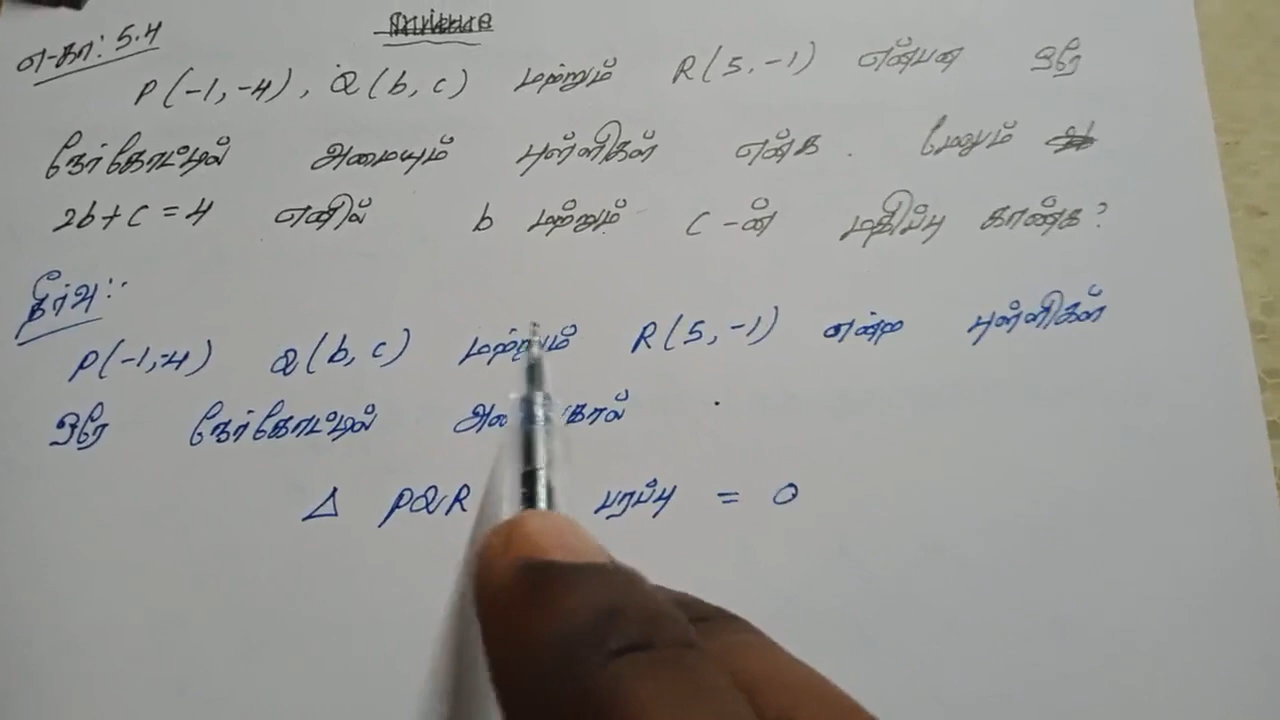 எ-கா: 5.4
P(-1,-4), Q(b, c) மற்றும் R(5,-1) என்பன ஒரே
நேர்கோட்டில் அமையும் புள்ளிகள் என்க. மேலும்
2b+c=4 எனில் b மற்றும் c-ன் மதிப்பு காண்க?
தீர்வு:
P(-1,-4) Q(b, c) மற்றும் R(5,-1) என்ற புள்ளிகள்
ஒரே நேர்கோட்டில்
Δ PQR பரப்பு = 0